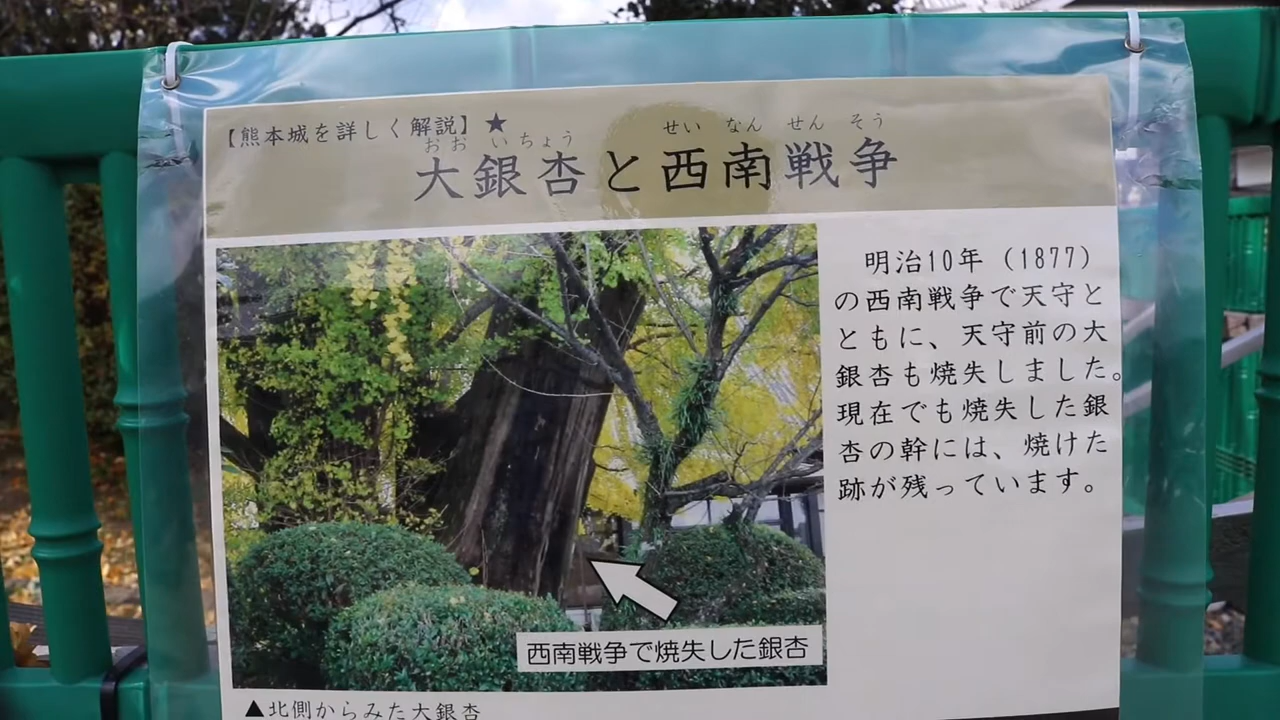 【熊本城を詳しく解説】★
おおいちょう せいなんせんそう
大銀杏と西南戦争
明治10年（1877）
の西南戦争で天守と
ともに、天守前の大
銀杏も焼失しました。
現在でも焼失した銀
杏の幹には、焼けた
跡が残っています。
西南戦争で焼失した銀杏
▲北側からみた大銀杏